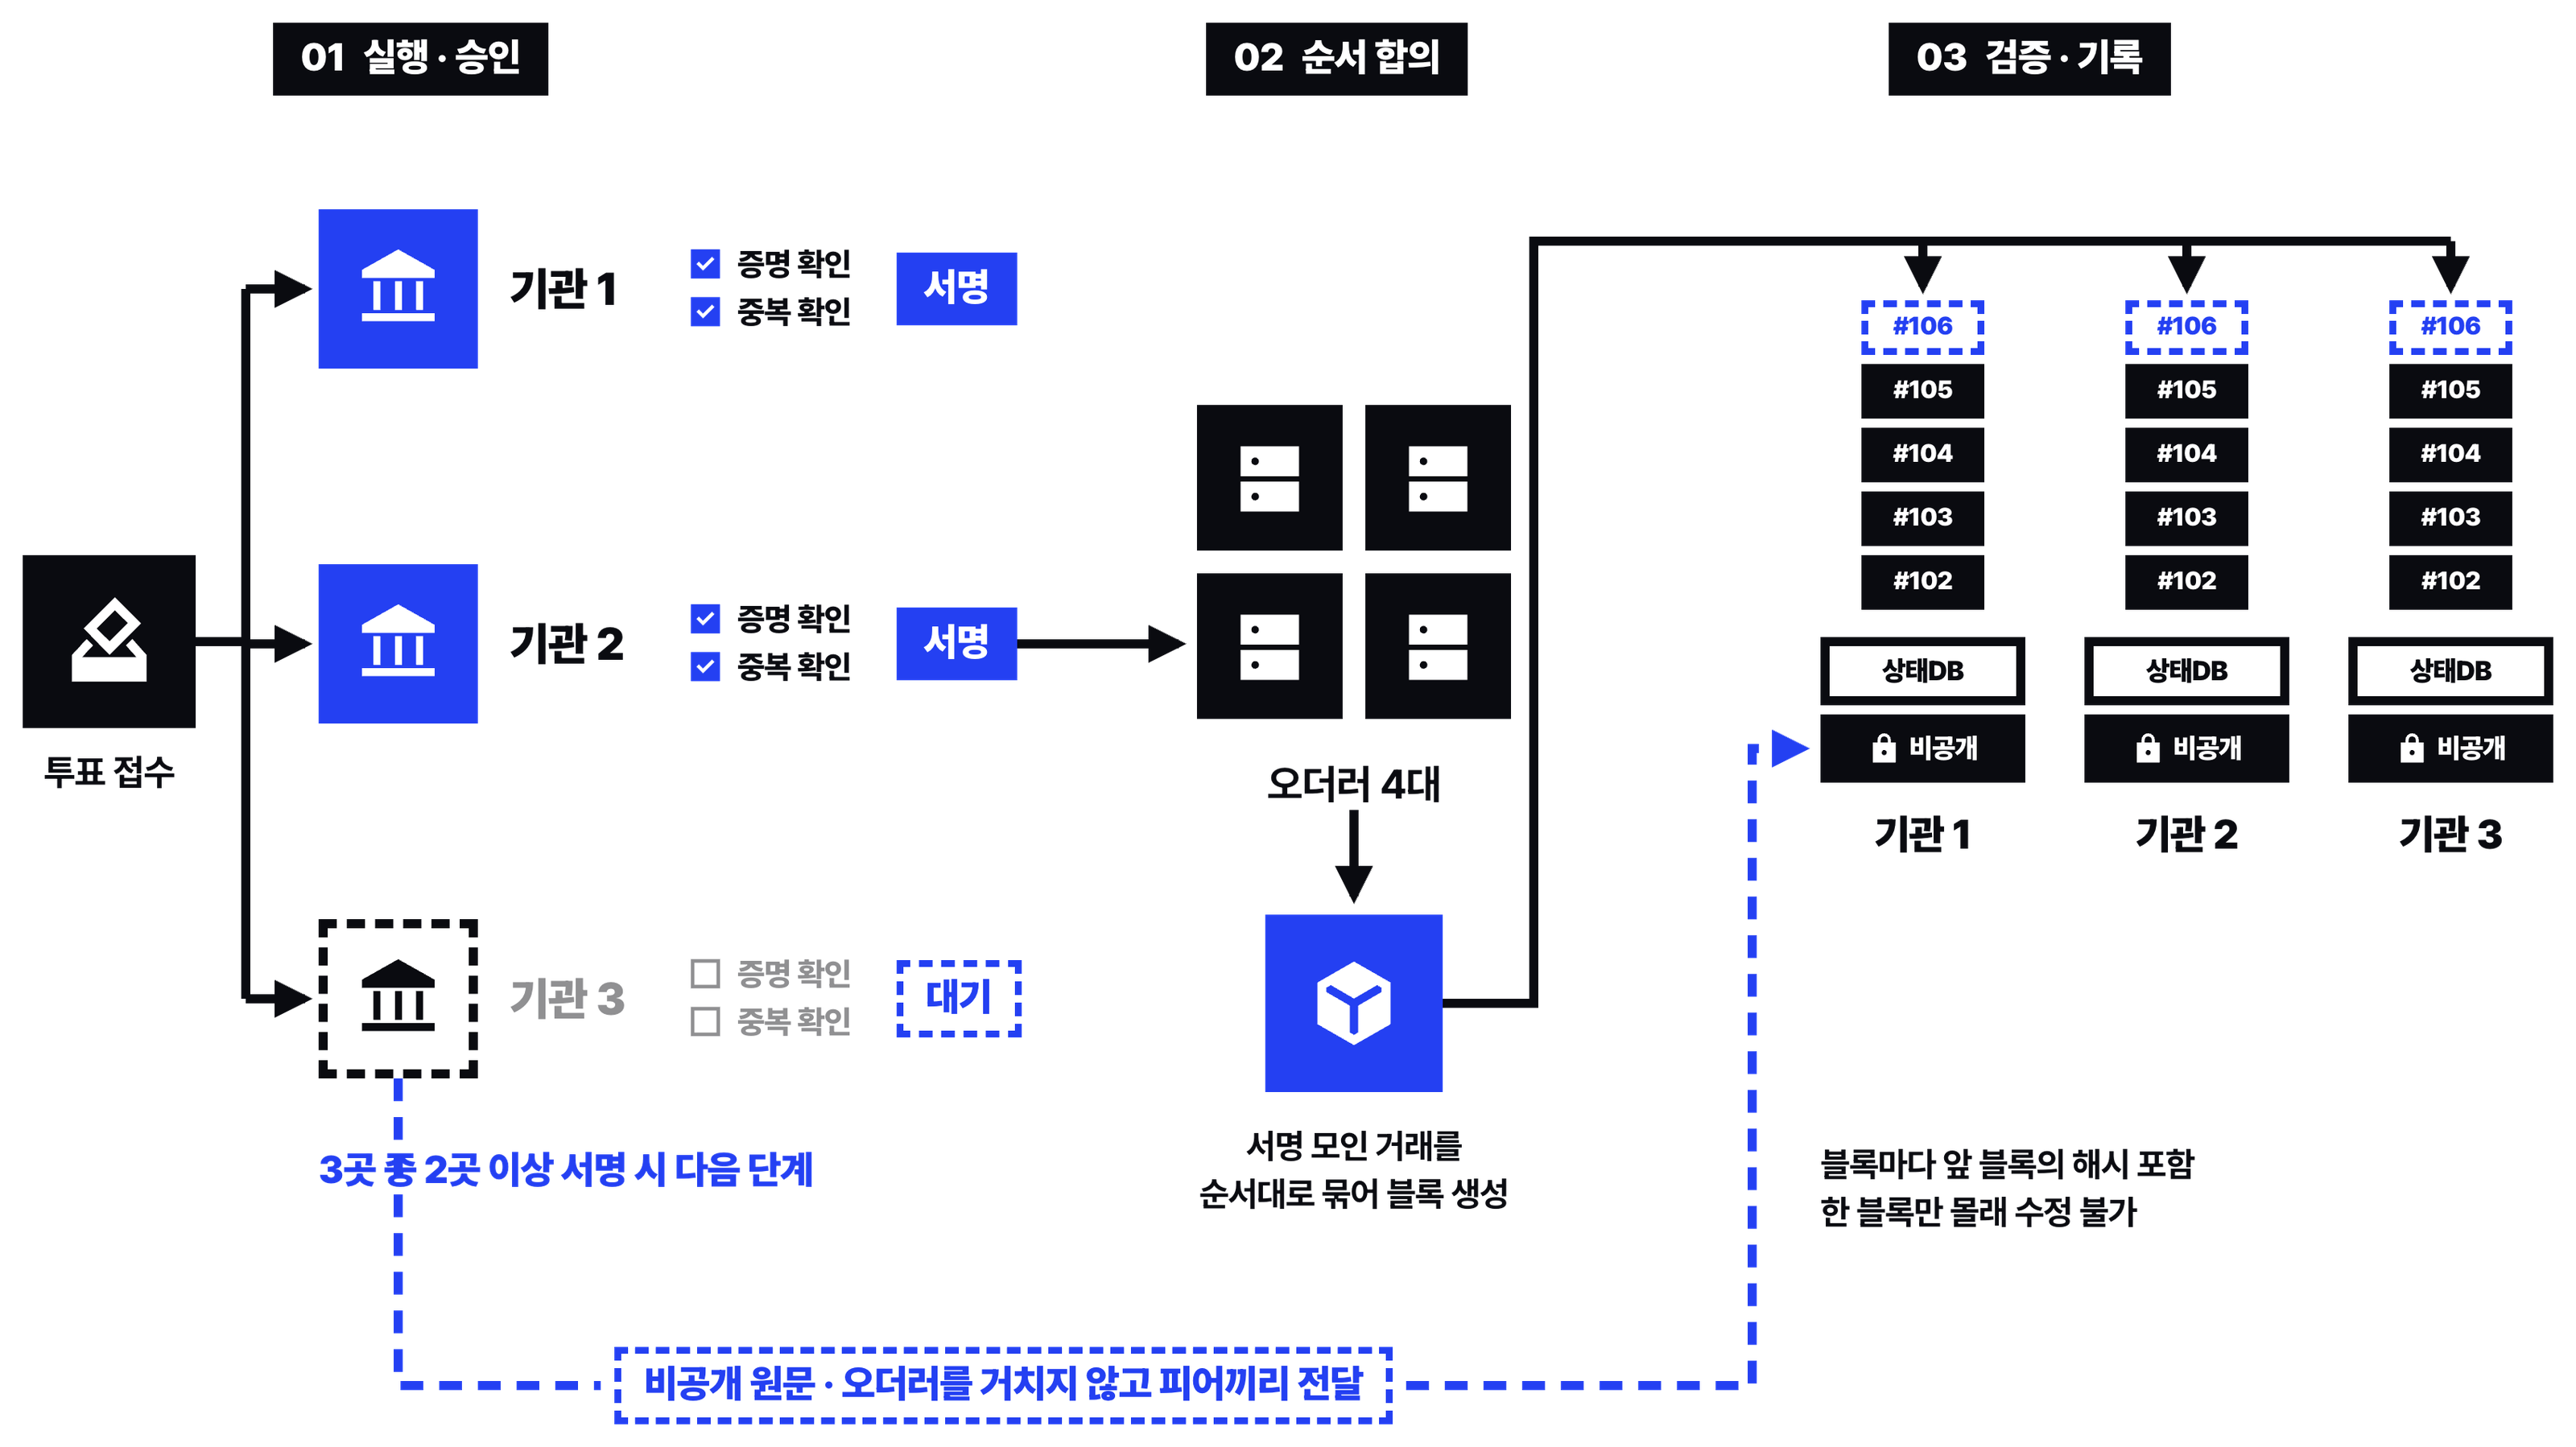 01 실행 · 승인
02 순서 합의
03 검증 · 기록
투표 접수
기관 1
증명 확인
중복 확인
서명
기관 2
증명 확인
중복 확인
서명
기관 3
증명 확인
중복 확인
대기
3곳 중 2곳 이상 서명 시 다음 단계
오더러 4대
서명 모인 거래를
순서대로 묶어 블록 생성
#106
#105
#104
#103
#102
상태DB
비공개
기관 1
#106
#105
#104
#103
#102
상태DB
비공개
기관 2
#106
#105
#104
#103
#102
상태DB
비공개
기관 3
블록마다 앞 블록의 해시 포함
한 블록만 몰래 수정 불가
비공개 원문 · 오더러를 거치지 않고 피어끼리 전달